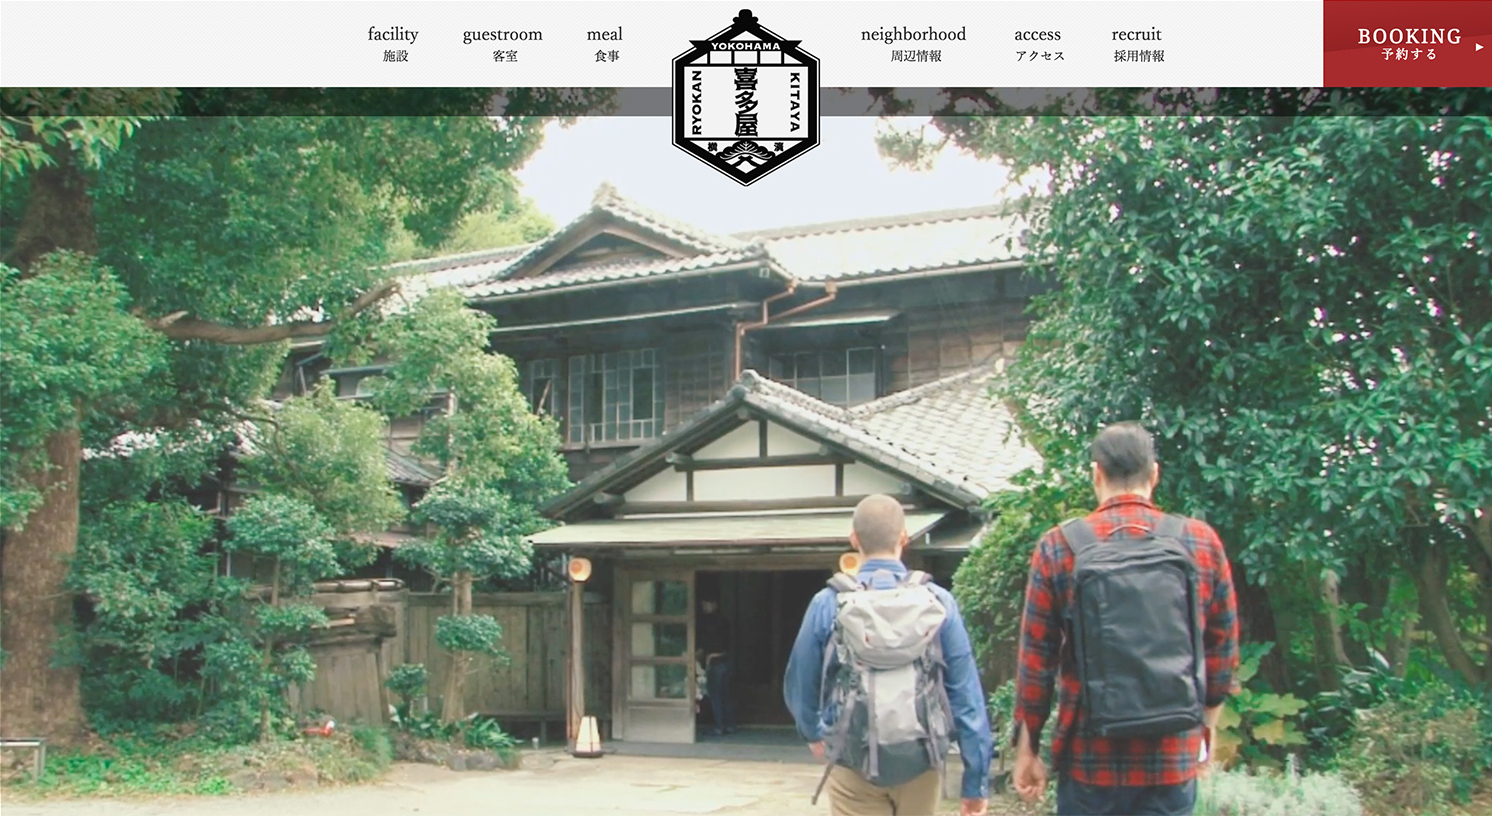 facility
施設
guestroom
客室
meal
食事
YOKOHAMA
RYOKAN
喜多屋
KITAYA
横濱
neighborhood
周辺情報
access
アクセス
recruit
採用情報
BOOKING
予約する